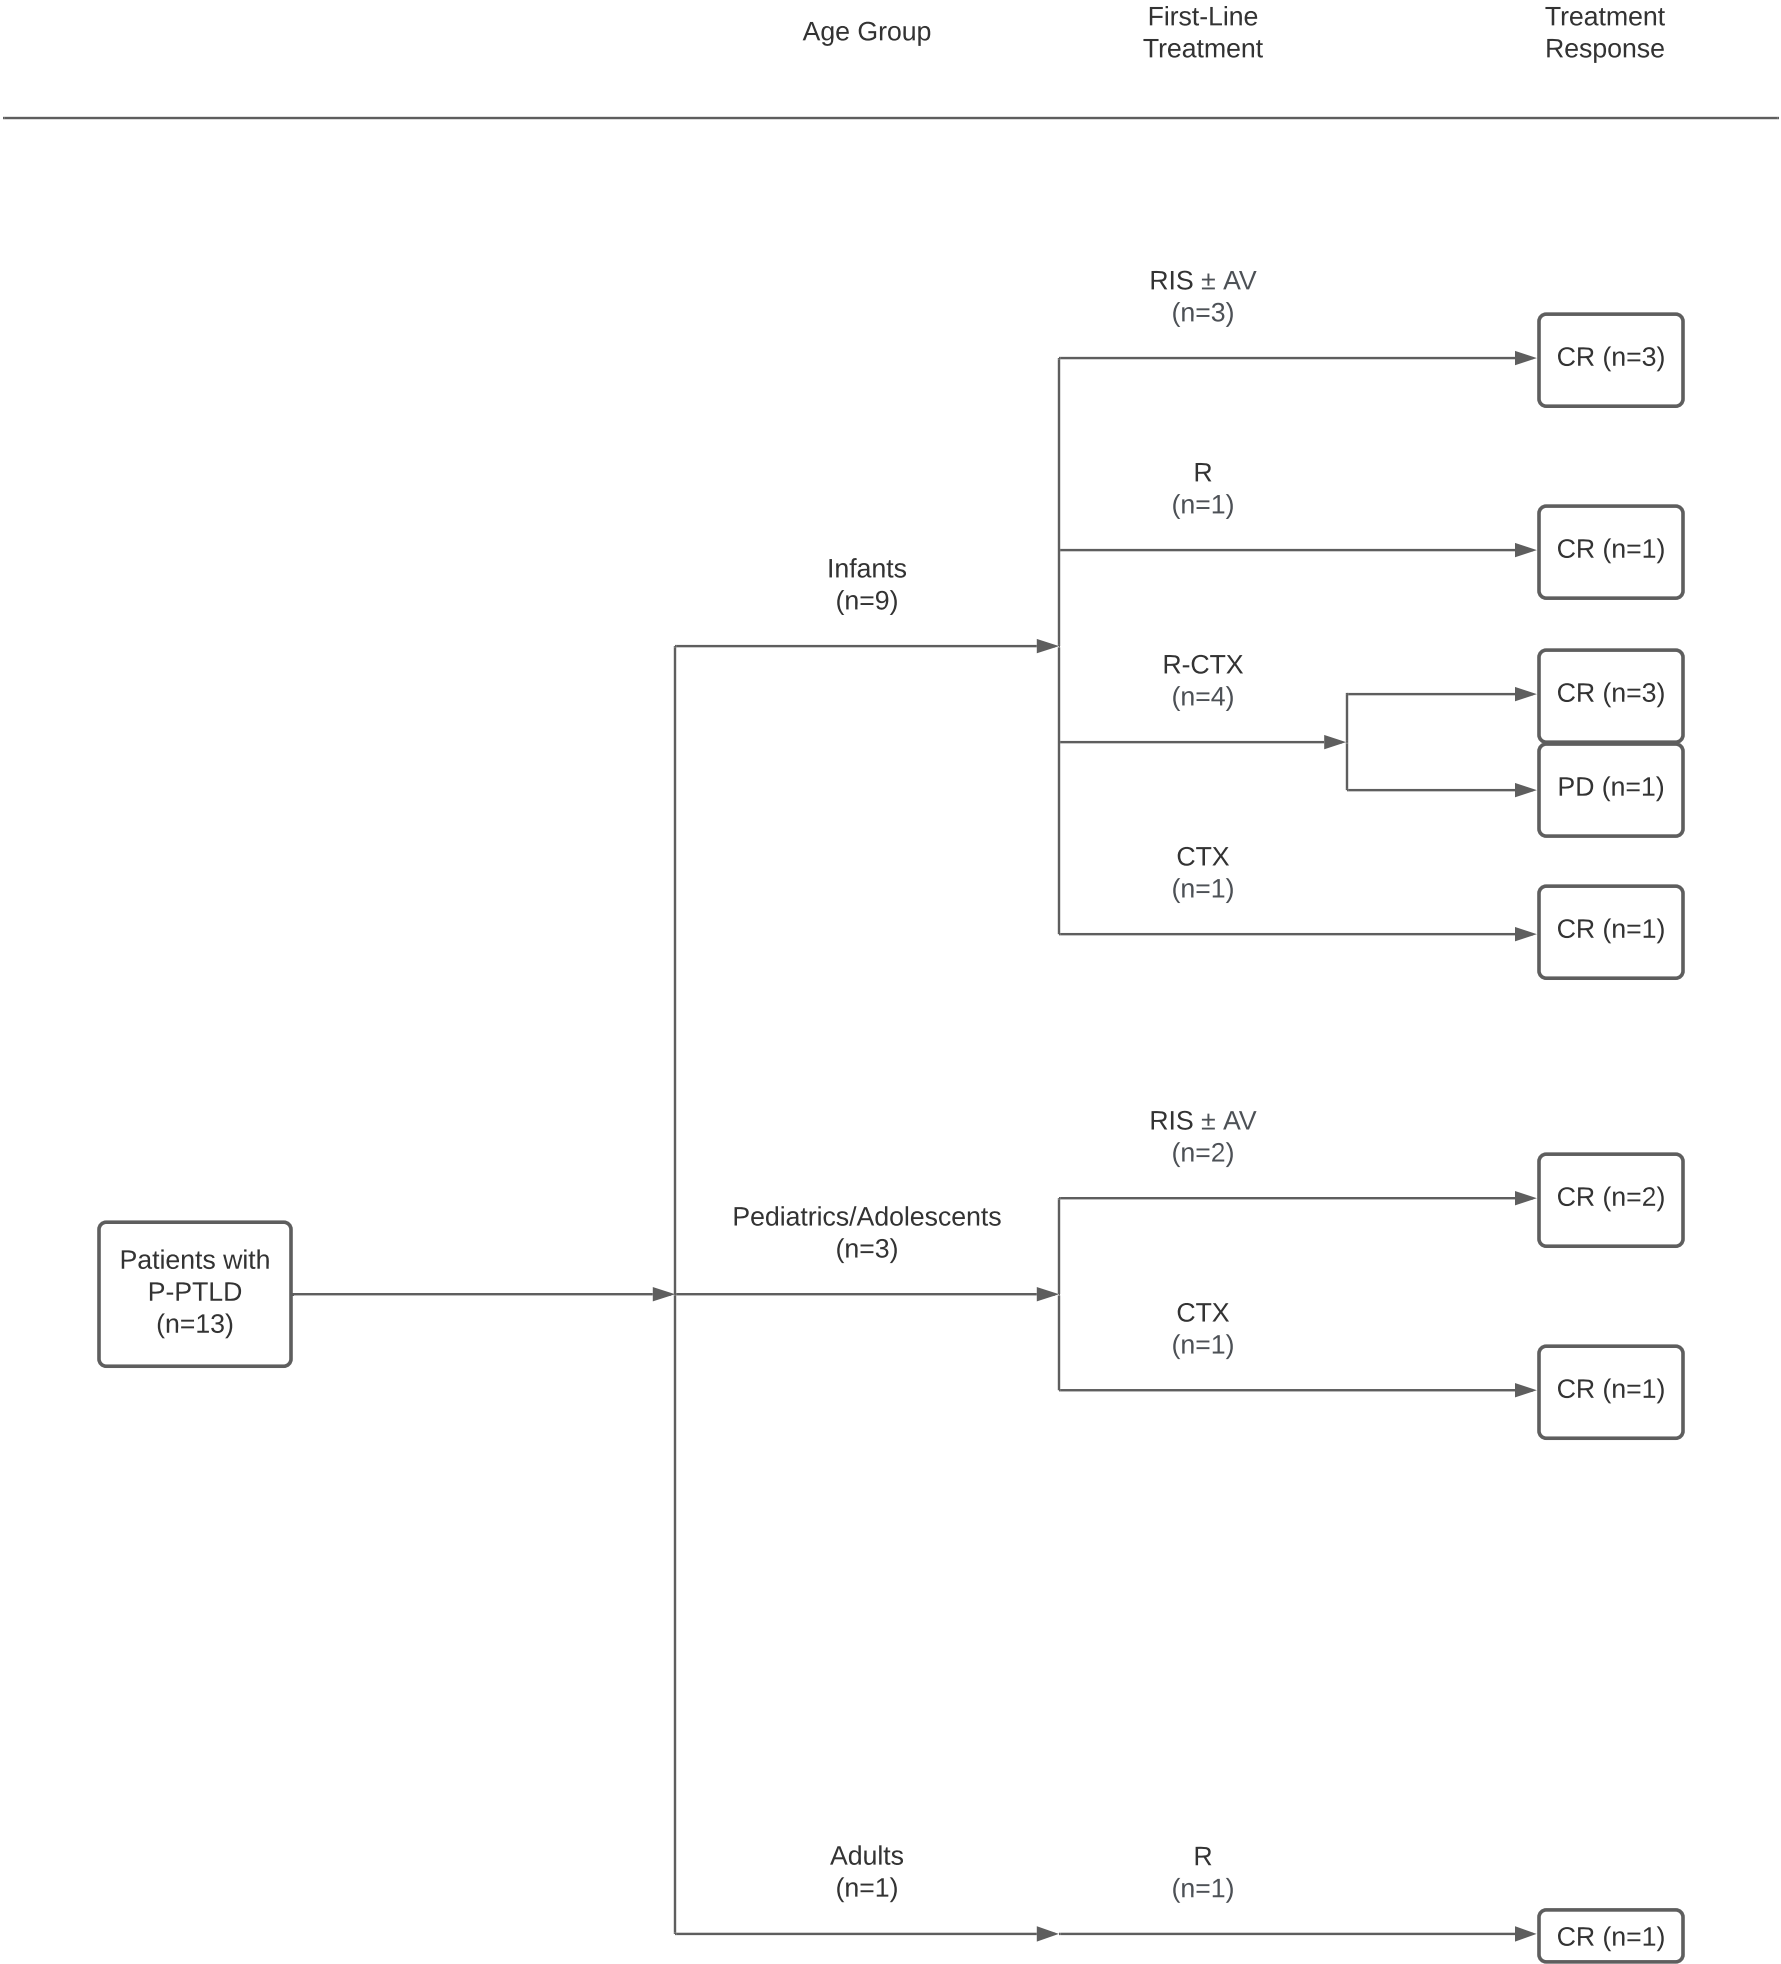 Age Group
First-Line
Treatment
Treatment
Response
RIS ± AV
(n=3)
CR (n=3)
R
(n=1)
CR (n=1)
Infants
(n=9)
R-CTX
(n=4)
CR (n=3)
PD (n=1)
CTX
(n=1)
CR (n=1)
RIS ± AV
(n=2)
CR (n=2)
Pediatrics/Adolescents
(n=3)
Patients with
P-PTLD
(n=13)
CTX
(n=1)
CR (n=1)
Adults
(n=1)
R
(n=1)
CR (n=1)